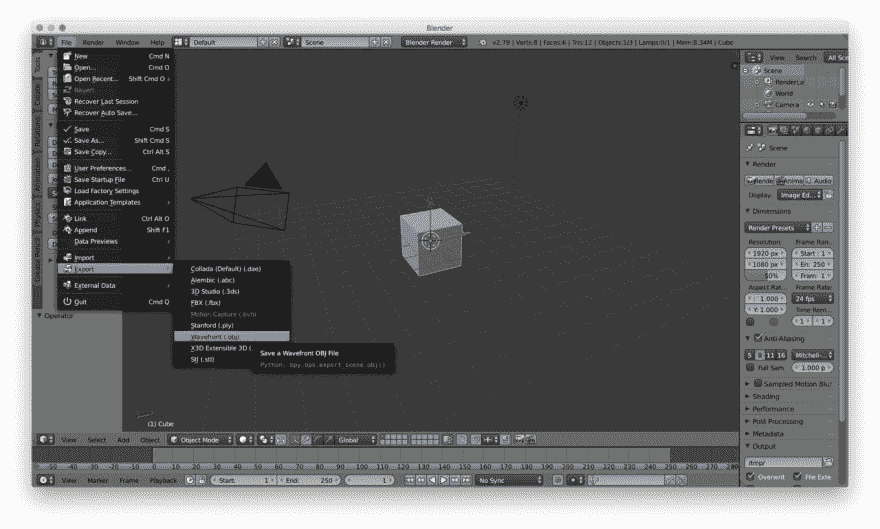 Blender
File Render Window Help Default Scene Blender Render v2.79 | Verts:8 | Faces:6 | Tris:12 | Objects:1/3 | Lamps:0/1 | Mem:8.34M | Cube
New Cmd N
Open... Cmd O
Open Recent... Shift Cmd O
Revert
Recover Last Session
Recover Auto Save...
Save Cmd S
Save As... Shift Cmd S
Save Copy... Ctrl Alt S
User Preferences... Cmd ,
Save Startup File Ctrl U
Load Factory Settings
Application Templates
Link Ctrl Alt O
Append Shift F1
Data Previews
Import
Export
External Data
Quit Cmd Q
Collada (Default) (.dae)
Alembic (.abc)
3D Studio (.3ds)
FBX (.fbx)
Motion Capture (.bvh)
Stanford (.ply)
Wavefront (.obj)
X3D Extensible 3D (.
Stl (.stl)
Save a Wavefront OBJ File
Python: bpy.ops.export_scene.obj()
Tools
Create
Relations
Animation
Physics
Grease Pencil
Operator
(1) Cube
View Select Add Object Object Mode Global
-50 -40 -30 -20 -10 0 10 20 30 40 50 60 70 80 90 100 110 120 130 140 150 160 170 180 190 200 210 220 230 240 250 260 270 280
View Marker Frame Playback Start: 1 End: 250 1 No Sync
View Search All Sce
Scene
RenderLa
World
Camera
Scene
Render
Rende Anima Audio
Display: Image Ed...
Dimensions
Render Presets
Resolution: Frame Ran...
1920 px Start : 1
1080 px En: 250
50% Fram: 1
Aspect Rat... Frame Rate:
: 1.000 24 fps
Y: 1.000 Time Rem...
1 1
Anti-Aliasing
5 8 11 16 Mitchell-...
Full Sam 1.000 p
Sampled Motion Blur
Shading
Performance
Post Processing
Metadata
Output
/tmp/
Overwrit File Exte